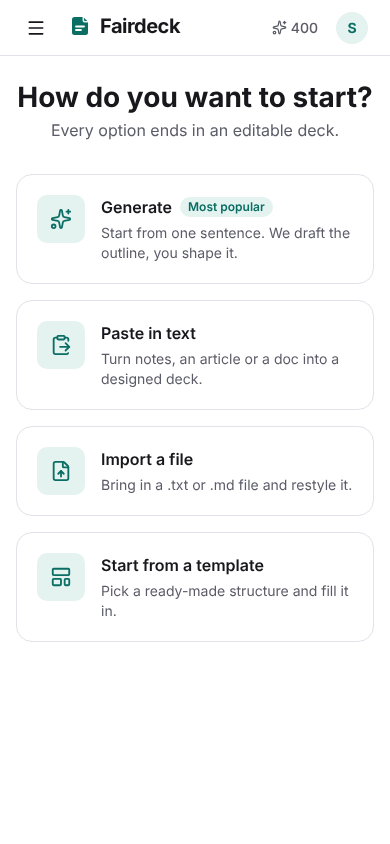 Fairdeck
400
S
How do you want to start?
Every option ends in an editable deck.
Generate Most popular
Start from one sentence. We draft the
outline, you shape it.
Paste in text
Turn notes, an article or a doc into a
designed deck.
Import a file
Bring in a .txt or .md file and restyle it.
Start from a template
Pick a ready-made structure and fill it
in.